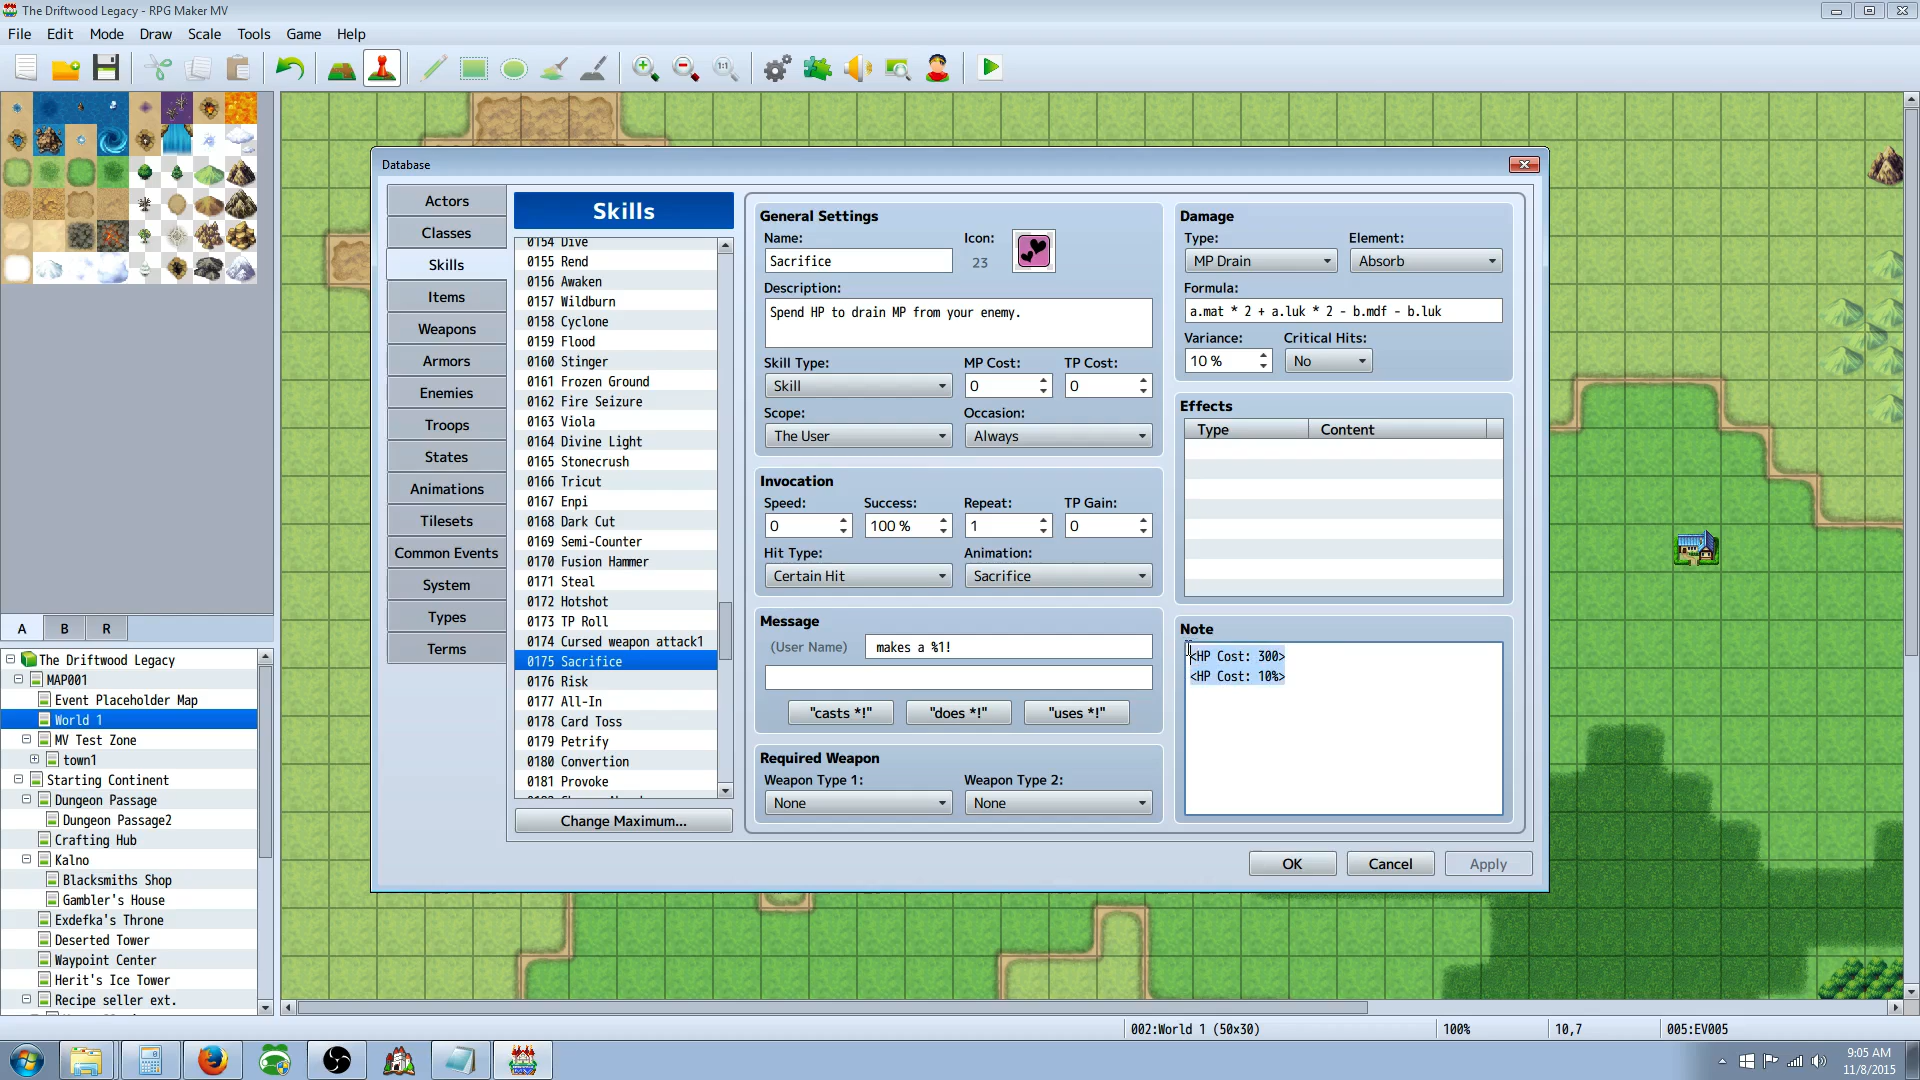 The Driftwood Legacy - RPG Maker MV
File Edit Mode Draw Scale Tools Game Help
1:1
A B R
The Driftwood Legacy
MAP001
Event Placeholder Map
World 1
MV Test Zone
town1
Starting Continent
Dungeon Passage
Dungeon Passage2
Crafting Hub
Kalno
Blacksmiths Shop
Gambler's House
Exdefka's Throne
Deserted Tower
Waypoint Center
Herit's Ice Tower
Recipe seller ext.
Database
Actors
Classes
Skills
Items
Weapons
Armors
Enemies
Troops
States
Animations
Tilesets
Common Events
System
Types
Terms
Skills
0154 Dive
0155 Rend
0156 Awaken
0157 Wildburn
0158 Cyclone
0159 Flood
0160 Stinger
0161 Frozen Ground
0162 Fire Seizure
0163 Viola
0164 Divine Light
0165 Stonecrush
0166 Tricut
0167 Enpi
0168 Dark Cut
0169 Semi-Counter
0170 Fusion Hammer
0171 Steal
0172 Hotshot
0173 TP Roll
0174 Cursed weapon attack1
0175 Sacrifice
0176 Risk
0177 All-In
0178 Card Toss
0179 Petrify
0180 Convertion
0181 Provoke
Change Maximum...
General Settings
Name: Icon:
Sacrifice 23
Description:
Spend HP to drain MP from your enemy.
Skill Type: MP Cost: TP Cost:
Skill 0 0
Scope: Occasion:
The User Always
Invocation
Speed: Success: Repeat: TP Gain:
0 100 % 1 0
Hit Type: Animation:
Certain Hit Sacrifice
Message
(User Name) makes a %1!
"casts *!" "does *!" "uses *!"
Required Weapon
Weapon Type 1: Weapon Type 2:
None None
Damage
Type: Element:
MP Drain Absorb
Formula:
a.mat * 2 + a.luk * 2 - b.mdf - b.luk
Variance: Critical Hits:
10 % No
Effects
Type Content
Note
<HP Cost: 300>
<HP Cost: 10%>
OK Cancel Apply
002:World 1 (50x30) 100% 10,7 005:EV005
9:05 AM
11/8/2015